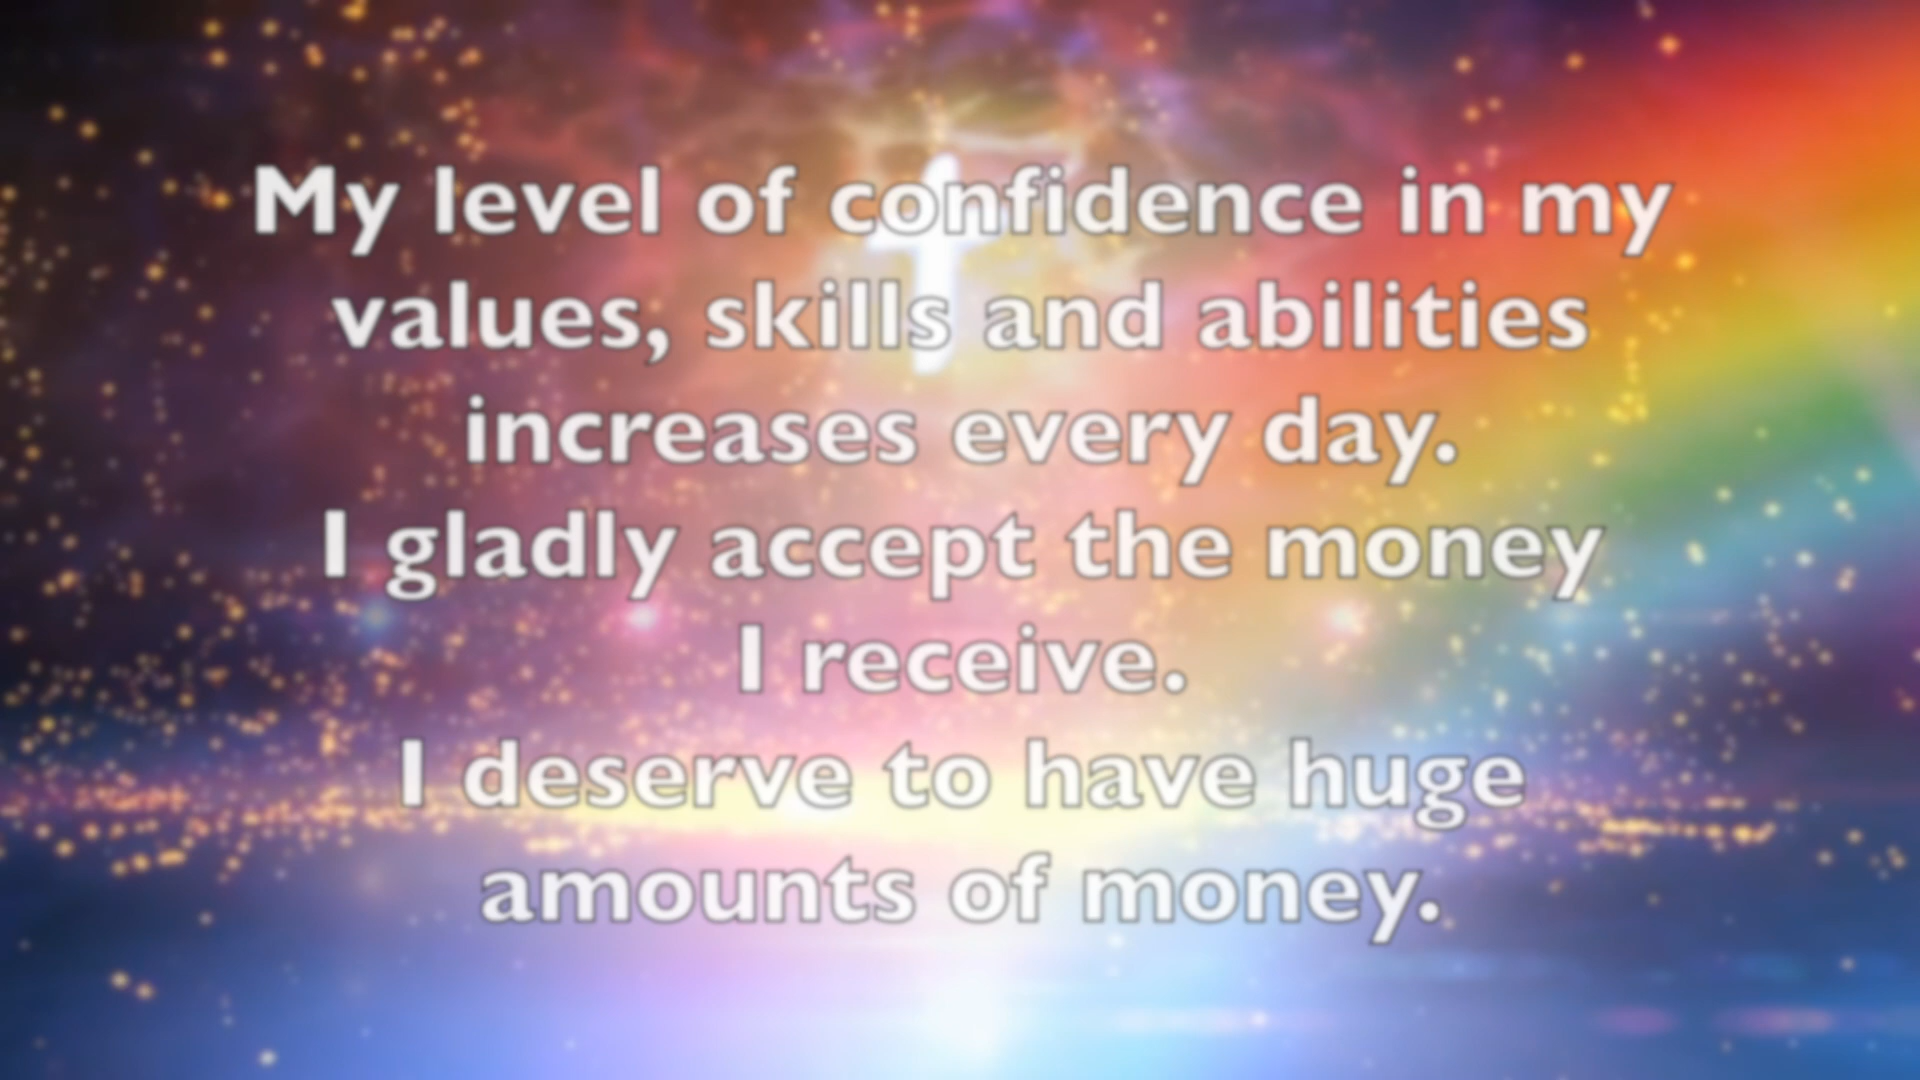 My level of confidence in my
values, skills and abilities
increases every day.
I gladly accept the money
I receive.
I deserve to have huge
amounts of money.